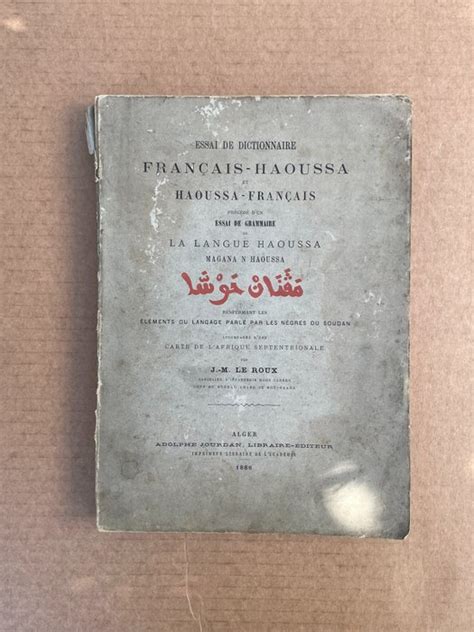 ESSAI DE DICTIONNAIRE
FRANÇAIS-HAOUSSA
ET
HAOUSSA-FRANÇAIS
PRÉCÉDÉ D'UN
ESSAI DE GRAMMAIRE
DE
LA LANGUE HAOUSSA
MAGANA N HAOUSSA
مَڢَنَانْ حَوْشَا
RENFERMANT LES
ÉLÉMENTS DU LANGAGE PARLÉ PAR LES NÈGRES DU SOUDAN
ACCOMPAGNÉ D'UNE
CARTE DE L'AFRIQUE SEPTENTRIONALE
PAR
J.-M. LE ROUX
ALGER
ADOLPHE JOURDAN, LIBRAIRE-ÉDITEUR
IMPRIMEUR-LIBRAIRE DE L'ACADÉMIE
1886